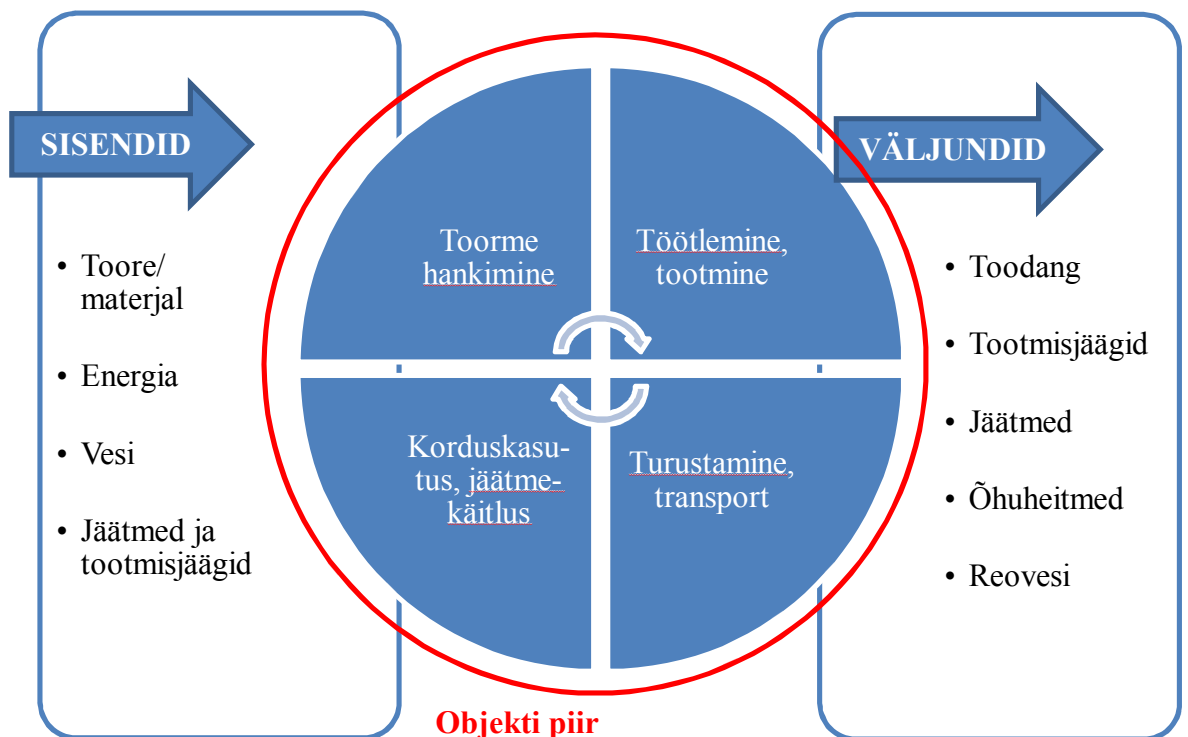 SISENDID
• Toore/
materjal
• Energia
• Vesi
• Jäätmed ja
tootmisjäägid
Toorme
hankimine
Töötlemine,
tootmine
Korduskasu-
tus, jäätme-
käitlus
Turustamine,
transport
VÄLJUNDID
• Toodang
• Tootmisjäägid
• Jäätmed
• Õhuheitmed
• Reovesi
Objekti piir